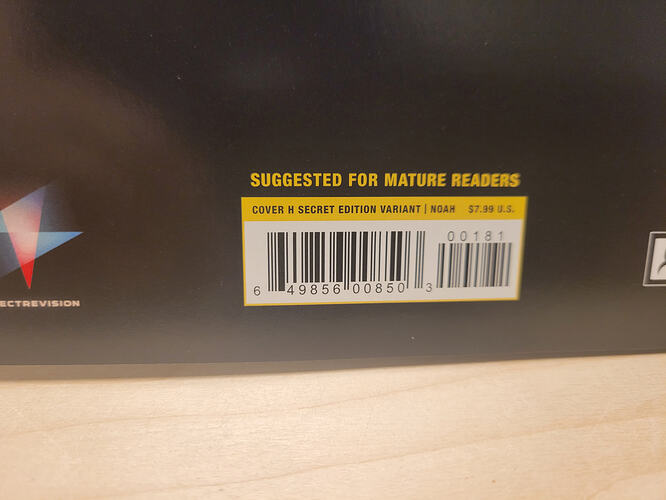 SUGGESTED FOR MATURE READERS
COVER H SECRET EDITION VARIANT | NOAH $7.99 U.S.
00181
6 49856 00850 3
ECTREVISION